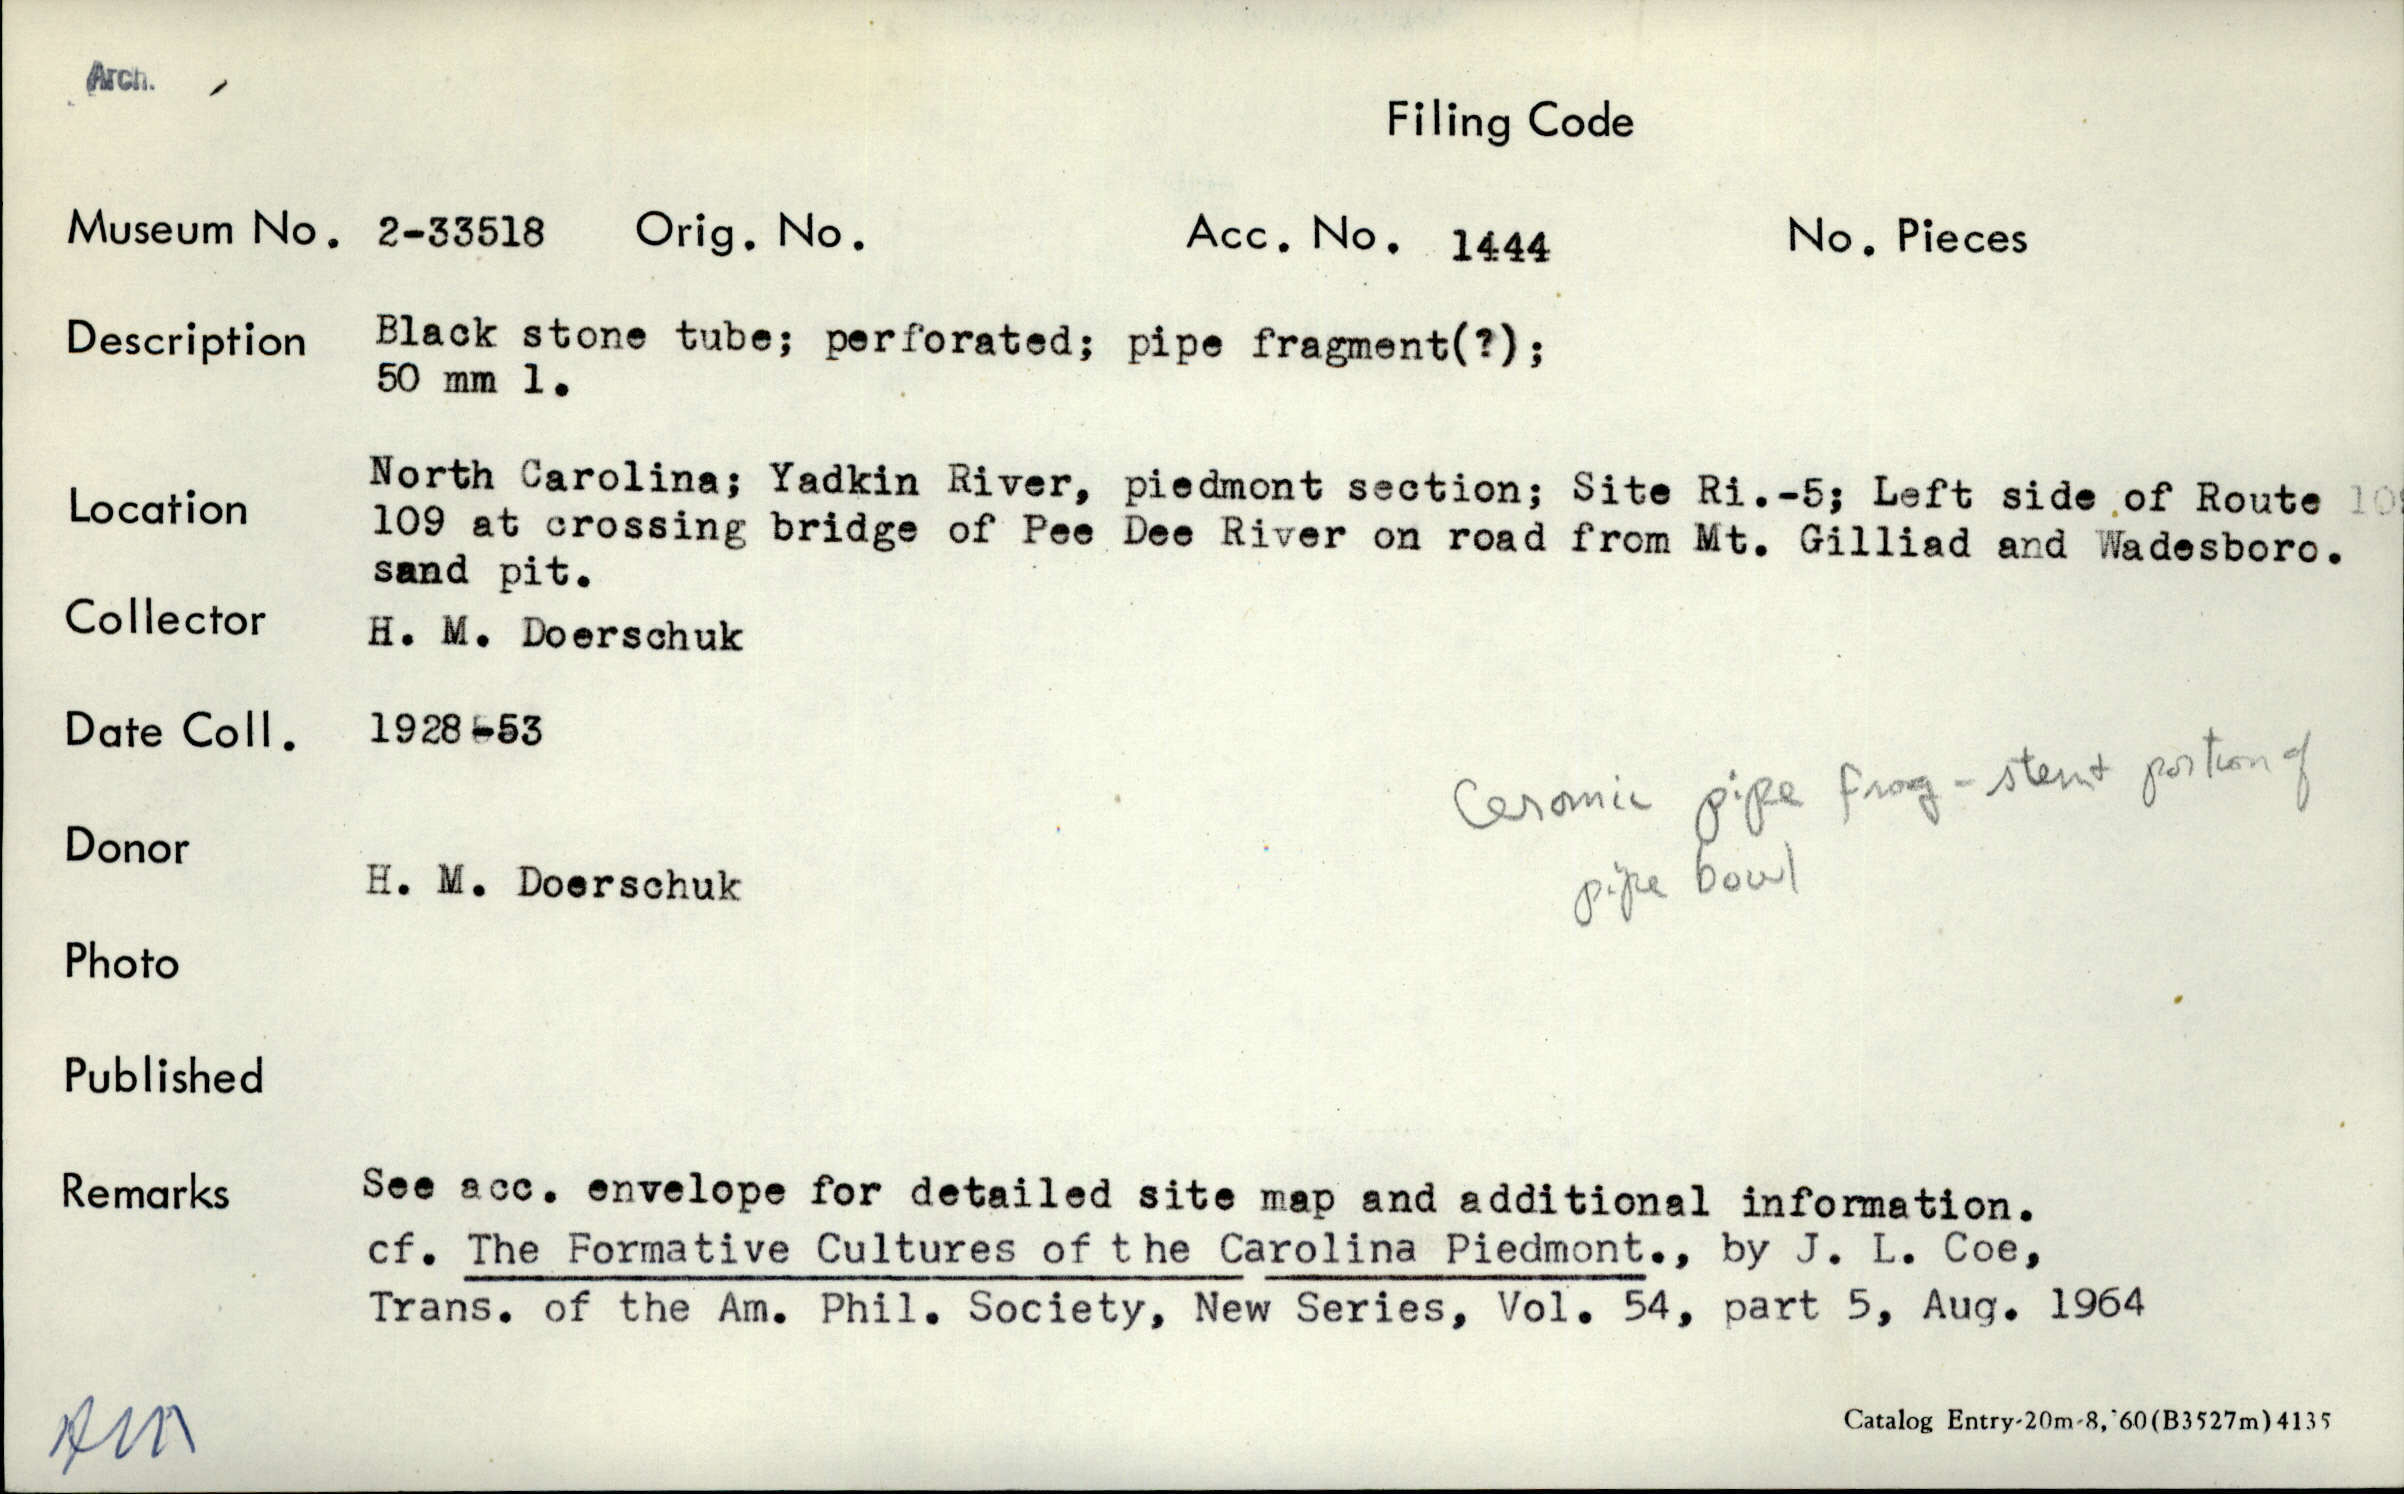 Arch.
Filing Code
Museum No. 2-33518 Orig. No. Acc. No. 1444 No. Pieces
Description Black stone tube; perforated; pipe fragment(?);
50 mm l.
Location North Carolina; Yadkin River, piedmont section; Site Ri.-5; Left side of Route 109
109 at crossing bridge of Pee Dee River on road from Mt. Gilliad and Wadesboro.
sand pit.
Collector H. M. Doerschuk
Date Coll. 1928-53
Ceramic pipe frag - stem + portion of
pipe bowl
Donor H. M. Doerschuk
Photo
Published
Remarks See acc. envelope for detailed site map and additional information.
cf. The Formative Cultures of the Carolina Piedmont., by J. L. Coe,
Trans. of the Am. Phil. Society, New Series, Vol. 54, part 5, Aug. 1964
Catalog Entry-20m-8,'60(B3527m)4135